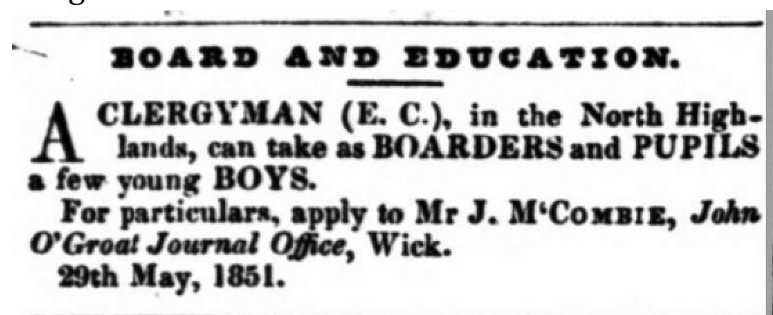 BOARD AND EDUCATION.
A CLERGYMAN (E. C.), in the North High-
lands, can take as BOARDERS and PUPILS
a few young BOYS.
For particulars, apply to Mr J. M‘COMBIE, John
O'Groat Journal Office, Wick.
29th May, 1851.